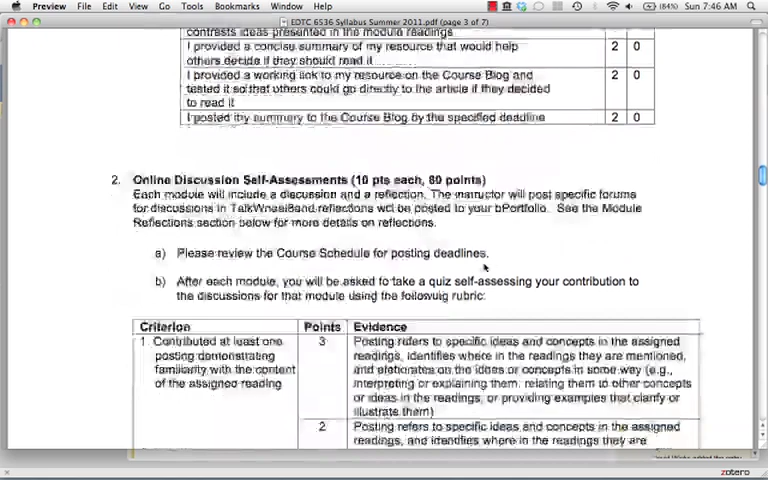 Preview File Edit View Go Tools Bookmarks Window Help (84%) Sun 7:46 AM
EDTC 6536 Syllabus Summer 2011.pdf (page 3 of 7)
contrasts ideas presented in the module readings
I provided a concise summary of my resource that would help 2 0
others decide if they should read it
I provided a working link to my resource on the Course Blog and 2 0
tested it so that others could go directly to the article if they decided
to read it
I posted my summary to the Course Blog by the specified deadline 2 0
2. Online Discussion Self-Assessments (10 pts each, 80 points)
Each module will include a discussion and a reflection. The instructor will post specific forums
for discussions in and reflections will be posted to your bPortfolio. See the Module
Reflections section below for more details on reflections.
a) Please review the Course Schedule for posting deadlines.
b) After each module, you will be asked to take a quiz self-assessing your contribution to
the discussions for that module using the following rubric:
Criterion Points Evidence
1. Contributed at least one 3 Posting refers to specific ideas and concepts in the assigned
posting demonstrating readings, identifies where in the readings they are mentioned,
familiarity with the content and elaborates on the ideas or concepts in some way (e.g.,
of the assigned reading interpreting or explaining them, relating them to other concepts
or ideas in the readings, or providing examples that clarify or
illustrate them)
2 Posting refers to specific ideas and concepts in the assigned
readings, and identifies where in the readings they are
zotero